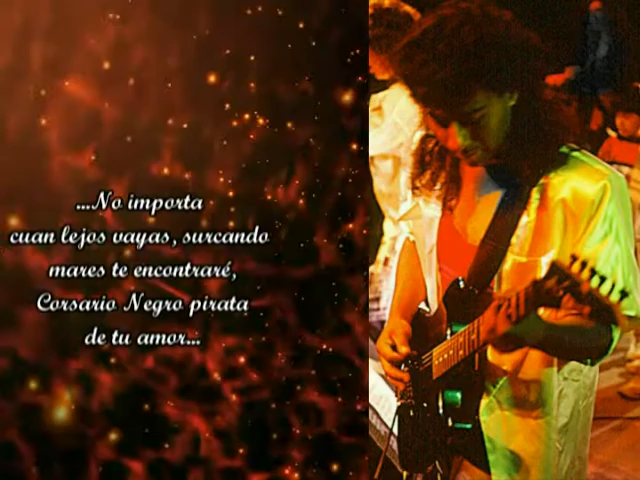 ...No importa
cuan lejos vayas, surcando
mares te encontraré,
Corsario Negro pirata
de tu amor...